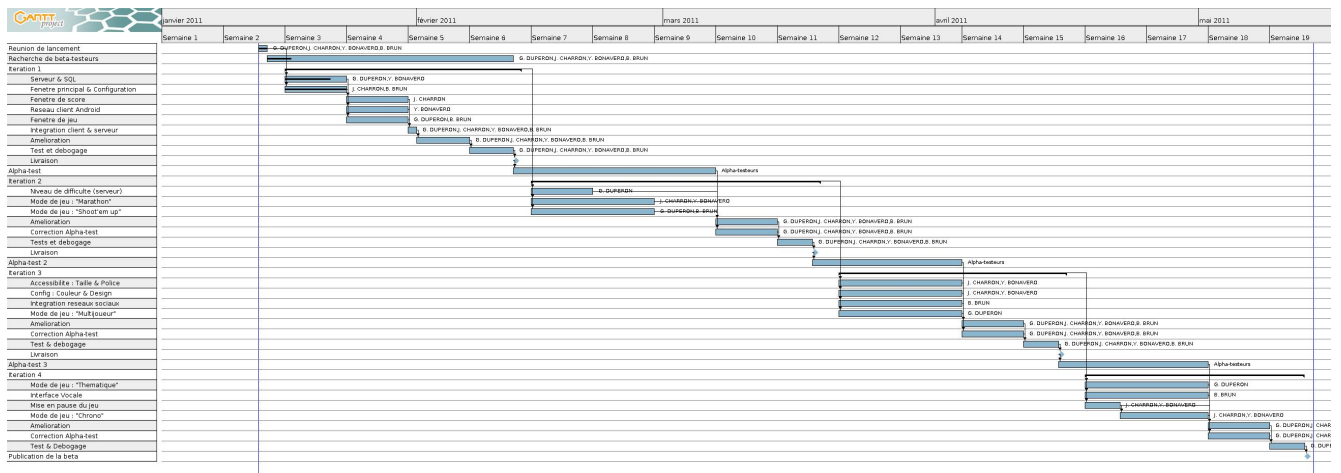 GANTT project
janvier 2011
février 2011
mars 2011
avril 2011
mai 2011
Semaine 1 Semaine 2 Semaine 3 Semaine 4 Semaine 5 Semaine 6 Semaine 7 Semaine 8 Semaine 9 Semaine 10 Semaine 11 Semaine 12 Semaine 13 Semaine 14 Semaine 15 Semaine 16 Semaine 17 Semaine 18 Semaine 19
Reunion de lancement G. DUPERON,J. CHARRON,Y. BONAVERO,B. BRUN
Recherche de beta-testeurs G. DUPERON,J. CHARRON,Y. BONAVERO,B. BRUN
Iteration 1
Serveur & SQL G. DUPERON,Y. BONAVERO
Fenetre principal & Configuration J. CHARRON,B. BRUN
Fenetre de score J. CHARRON
Reseau client Android Y. BONAVERO
Fenetre de jeu G. DUPERON,B. BRUN
Integration client & serveur G. DUPERON,J. CHARRON,Y. BONAVERO,B. BRUN
Amelioration G. DUPERON,J. CHARRON,Y. BONAVERO,B. BRUN
Test et debogage G. DUPERON,J. CHARRON,Y. BONAVERO,B. BRUN
Livraison
Alpha-test Alpha-testeurs
Iteration 2
Niveau de difficulte (serveur) G. DUPERON
Mode de jeu : "Marathon" J. CHARRON,Y. BONAVERO
Mode de jeu : "Shoot'em up" G. DUPERON,B. BRUN
Amelioration G. DUPERON,J. CHARRON,Y. BONAVERO,B. BRUN
Correction Alpha-test G. DUPERON,J. CHARRON,Y. BONAVERO,B. BRUN
Tests et debogage G. DUPERON,J. CHARRON,Y. BONAVERO,B. BRUN
Livraison
Alpha-test 2 Alpha-testeurs
Iteration 3
Accessibilite : Taille & Police J. CHARRON,Y. BONAVERO
Config : Couleur & Design J. CHARRON,Y. BONAVERO
Integration reseaux sociaux B. BRUN
Mode de jeu : "Multijoueur" G. DUPERON
Amelioration G. DUPERON,J. CHARRON,Y. BONAVERO,B. BRUN
Correction Alpha-test G. DUPERON,J. CHARRON,Y. BONAVERO,B. BRUN
Test & debogage G. DUPERON,J. CHARRON,Y. BONAVERO,B. BRUN
Livraison
Alpha-test 3 Alpha-testeurs
Iteration 4
Mode de jeu : "Thematique" G. DUPERON
Interface Vocale B. BRUN
Mise en pause du jeu J. CHARRON,Y. BONAVERO
Mode de jeu : "Chrono" J. CHARRON,Y. BONAVERO
Amelioration G. DUPERON,J. CHAR
Correction Alpha-test G. DUPERON,J. CHAR
Test & Debogage G. DUPE
Publication de la beta